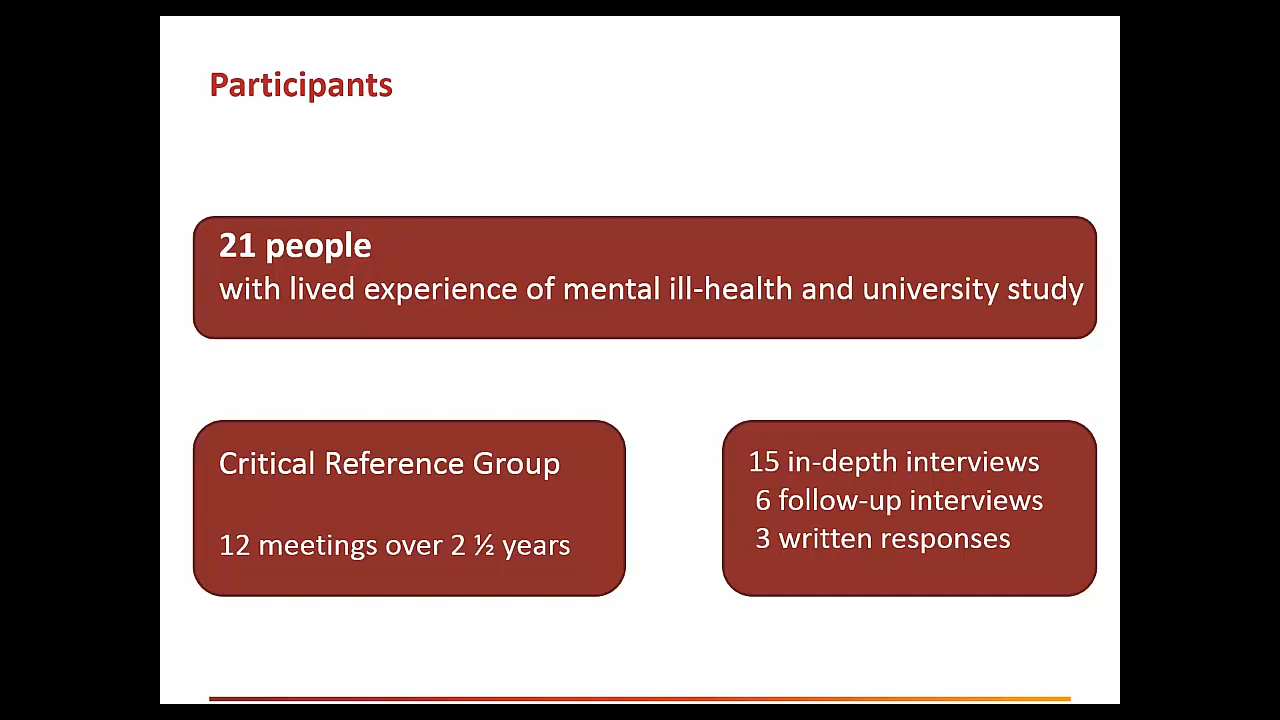 Participants
21 people
with lived experience of mental ill-health and university study
Critical Reference Group
12 meetings over 2 ½ years
15 in-depth interviews
6 follow-up interviews
3 written responses